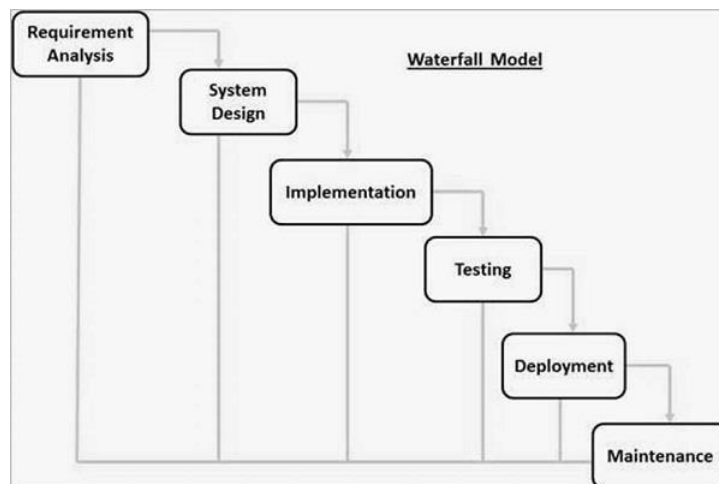 Requirement
Analysis
Waterfall Model
System
Design
Implementation
Testing
Deployment
Maintenance